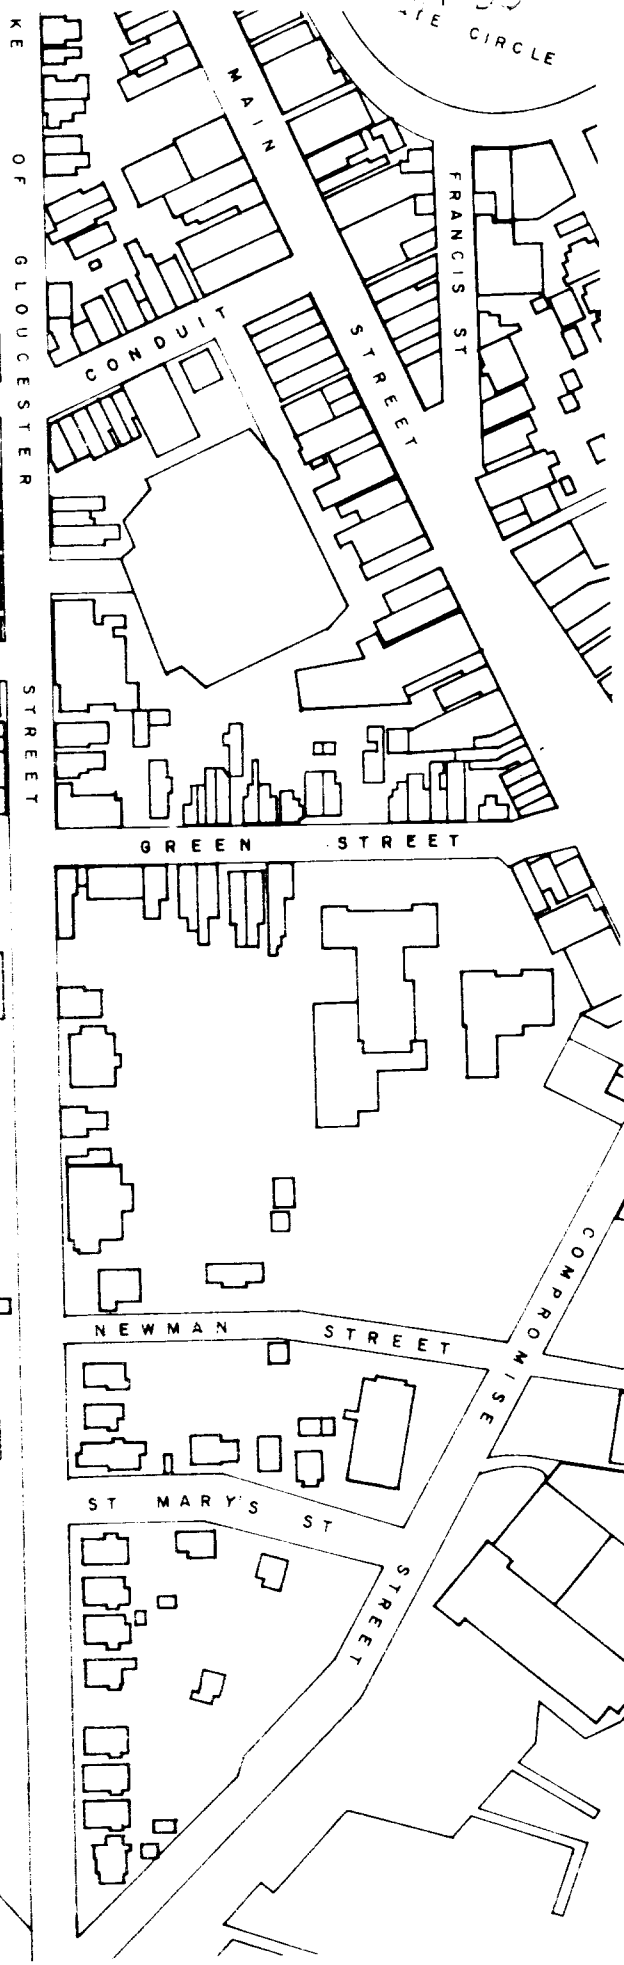 CIRCLE
KE OF GLOUCESTER STREET
MAIN STREET
FRANCIS ST
CONDUIT
GREEN STREET
COMPROMISE STREET
NEWMAN STREET
ST MARY'S ST